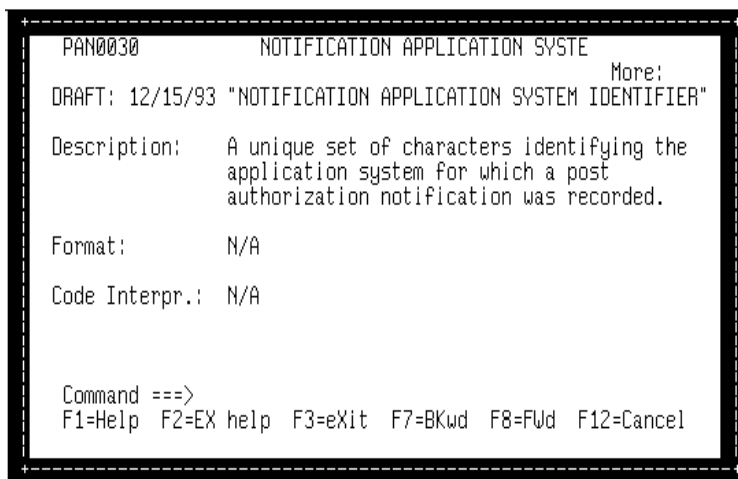 PAN0030 NOTIFICATION APPLICATION SYSTE
More:
DRAFT: 12/15/93 "NOTIFICATION APPLICATION SYSTEM IDENTIFIER"
Description: A unique set of characters identifying the
application system for which a post
authorization notification was recorded.
Format: N/A
Code Interpr.: N/A
Command ===>
F1=Help F2=EX help F3=eXit F7=BKwd F8=FWd F12=Cancel